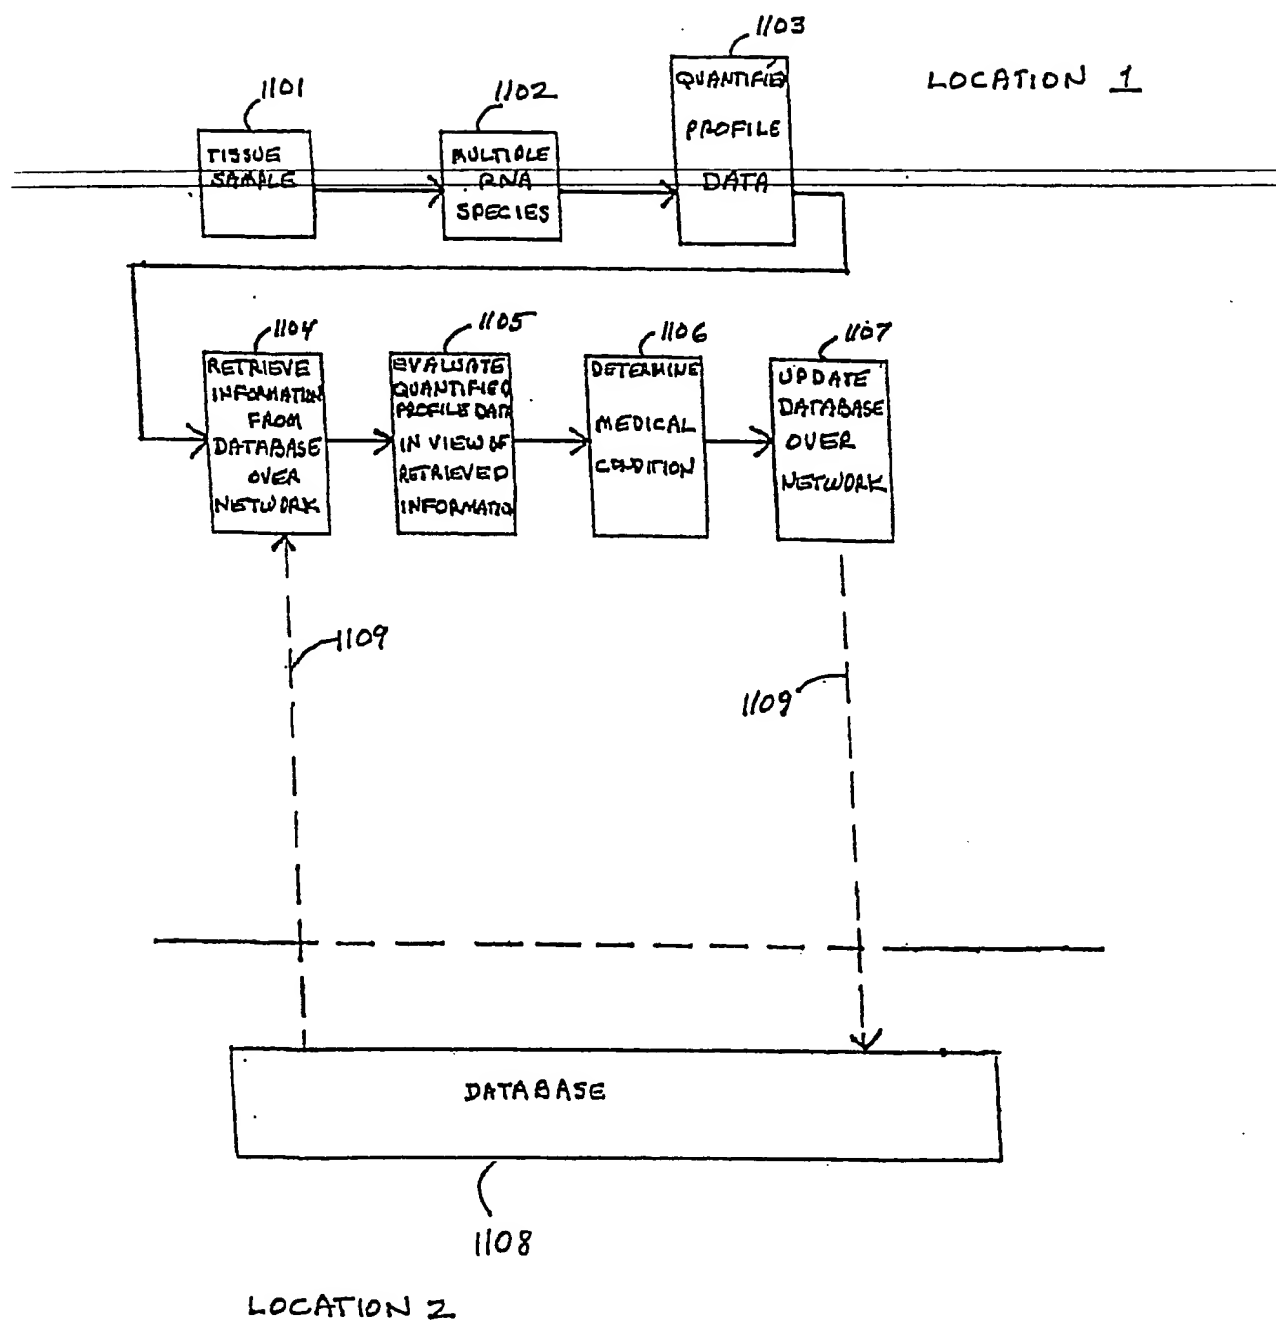 1103
LOCATION 1
1101
1102
QUANTIFIED
PROFILE
DATA
TISSUE
SAMPLE
MULTIPLE
RNA
SPECIES
1104
1105
1106
1107
RETRIEVE
INFORMATION
FROM
DATABASE
OVER
NETWORK
EVALUATE
QUANTIFIED
PROFILE DATA
IN VIEW OF
RETRIEVED
INFORMATIO
DETERMINE
MEDICAL
CONDITION
UPDATE
DATABASE
OVER
NETWORK
1109
1109
DATABASE
1108
LOCATION 2